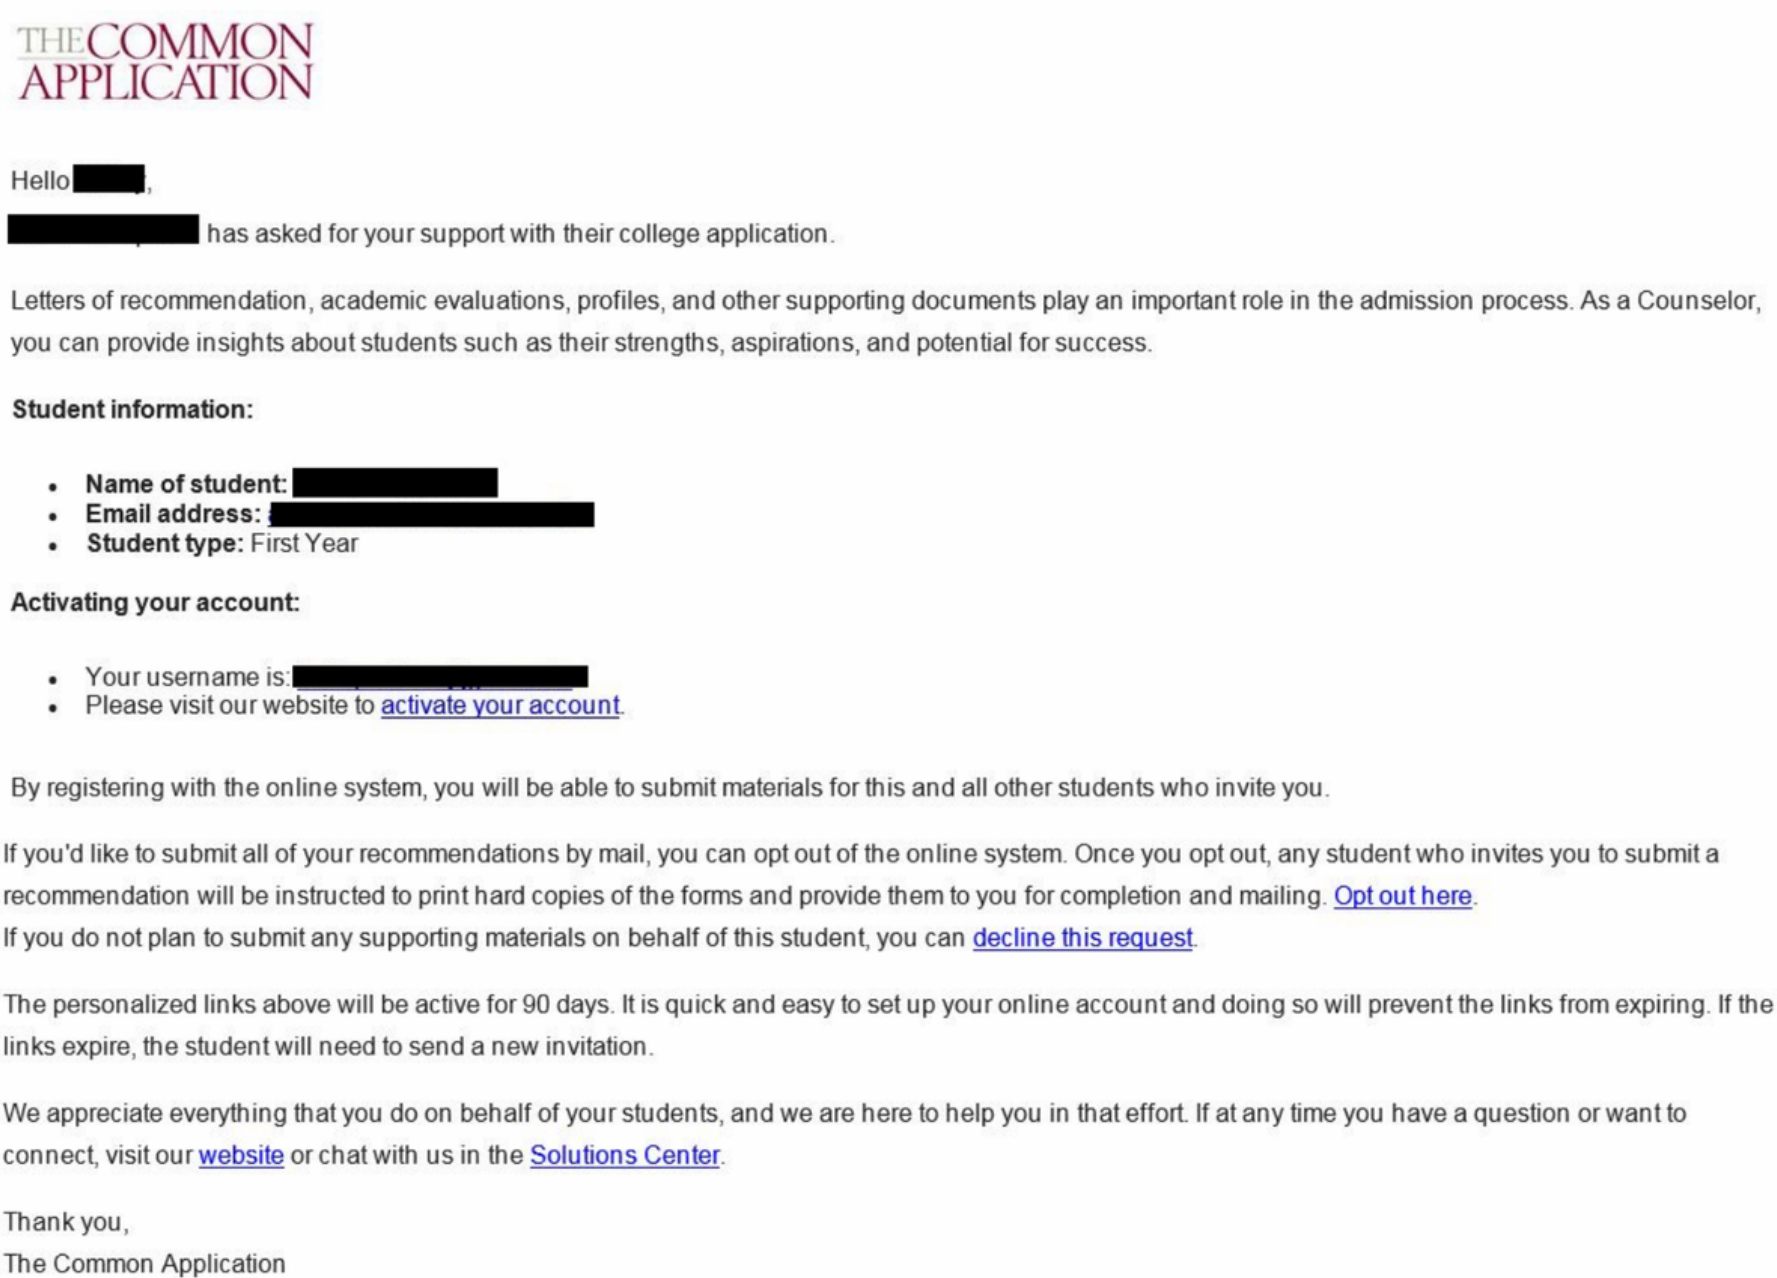 THE COMMON
APPLICATION
Hello ,
has asked for your support with their college application.
Letters of recommendation, academic evaluations, profiles, and other supporting documents play an important role in the admission process. As a Counselor,
you can provide insights about students such as their strengths, aspirations, and potential for success.
Student information:
• Name of student:
• Email address:
• Student type: First Year
Activating your account:
• Your username is:
• Please visit our website to activate your account.
By registering with the online system, you will be able to submit materials for this and all other students who invite you.
If you'd like to submit all of your recommendations by mail, you can opt out of the online system. Once you opt out, any student who invites you to submit a
recommendation will be instructed to print hard copies of the forms and provide them to you for completion and mailing. Opt out here.
If you do not plan to submit any supporting materials on behalf of this student, you can decline this request.
The personalized links above will be active for 90 days. It is quick and easy to set up your online account and doing so will prevent the links from expiring. If the
links expire, the student will need to send a new invitation.
We appreciate everything that you do on behalf of your students, and we are here to help you in that effort. If at any time you have a question or want to
connect, visit our website or chat with us in the Solutions Center.
Thank you,
The Common Application